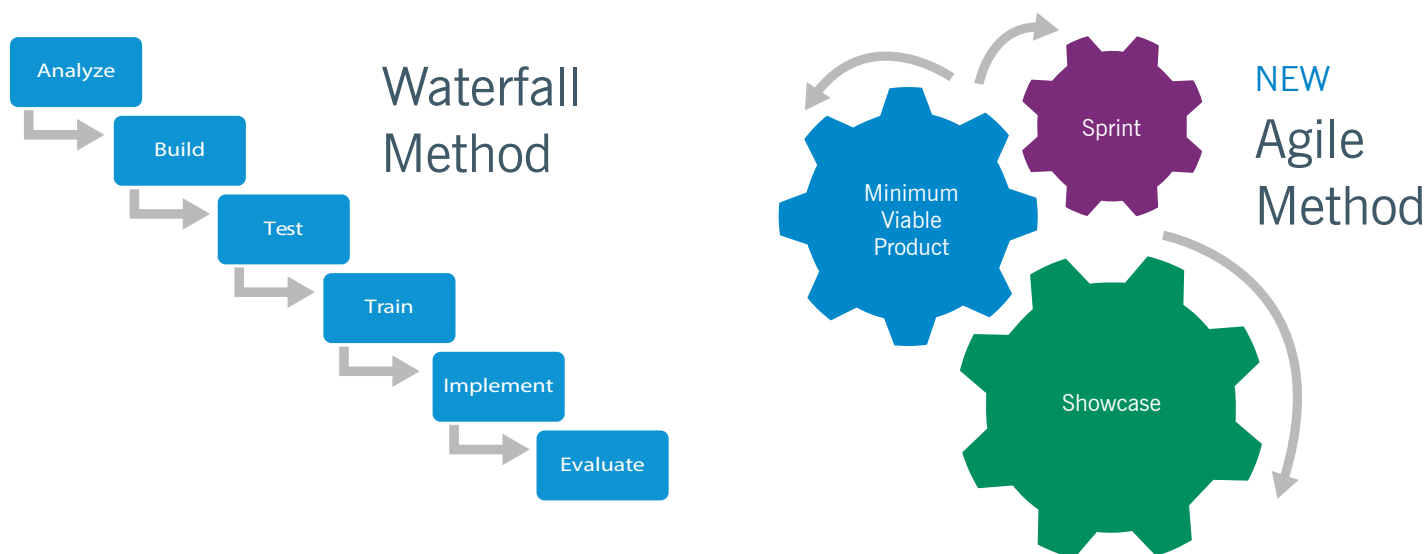 Analyze
Build
Test
Train
Implement
Evaluate
Waterfall
Method
Minimum
Viable
Product
Sprint
Showcase
NEW
Agile
Method